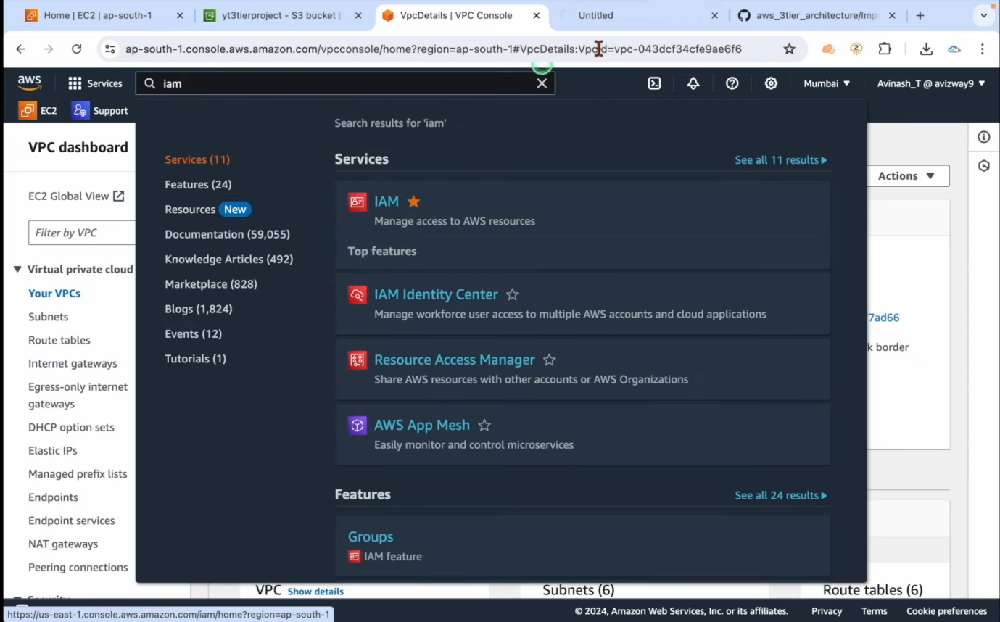 Home | EC2 | ap-south-1
yt3tierproject - S3 bucket |
VpcDetails | VPC Console
Untitled
aws_3tier_architecture/Imp
ap-south-1.console.aws.amazon.com/vpcconsole/home?region=ap-south-1#VpcDetails:VpcId=vpc-043dcf34cfe9ae6f6
aws
Services
iam
Mumbai
Avinash_T @ avizway9
EC2
Support
VPC dashboard
EC2 Global View
Filter by VPC
Virtual private cloud
Your VPCs
Subnets
Route tables
Internet gateways
Egress-only internet
gateways
DHCP option sets
Elastic IPs
Managed prefix lists
Endpoints
Endpoint services
NAT gateways
Peering connections
Search results for 'iam'
Services (11)
Features (24)
Resources New
Documentation (59,055)
Knowledge Articles (492)
Marketplace (828)
Blogs (1,824)
Events (12)
Tutorials (1)
Services
See all 11 results
IAM
Manage access to AWS resources
Top features
IAM Identity Center
Manage workforce user access to multiple AWS accounts and cloud applications
Resource Access Manager
Share AWS resources with other accounts or AWS Organizations
AWS App Mesh
Easily monitor and control microservices
Features
See all 24 results
Groups
IAM feature
Actions
7ad66
k border
VPC Show details
Subnets (6)
Route tables (6)
https://us-east-1.console.aws.amazon.com/iam/home?region=ap-south-1
© 2024, Amazon Web Services, Inc. or its affiliates.
Privacy
Terms
Cookie preferences